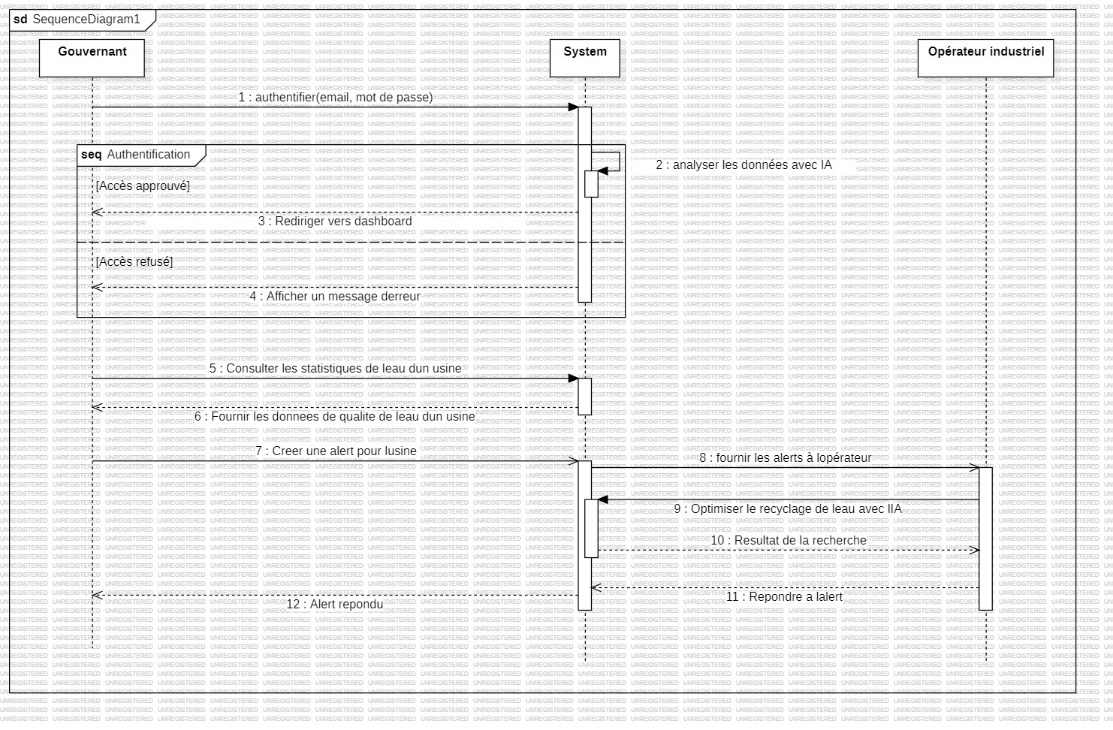 sd SequenceDiagram1
Gouvernant
System
Opérateur industriel
1 : authentifier(email, mot de passe)
seq Authentification
2 : analyser les données avec IA
[Accès approuvé]
3 : Rediriger vers dashboard
[Accès refusé]
4 : Afficher un message derreur
5 : Consulter les statistiques de leau dun usine
6 : Fournir les donnees de qualite de leau dun usine
7 : Creer une alert pour lusine
8 : fournir les alerts à lopérateur
9 : Optimiser le recyclage de leau avec lIA
10 : Resultat de la recherche
11 : Repondre a lalert
12 : Alert repondu
UNREGISTERED